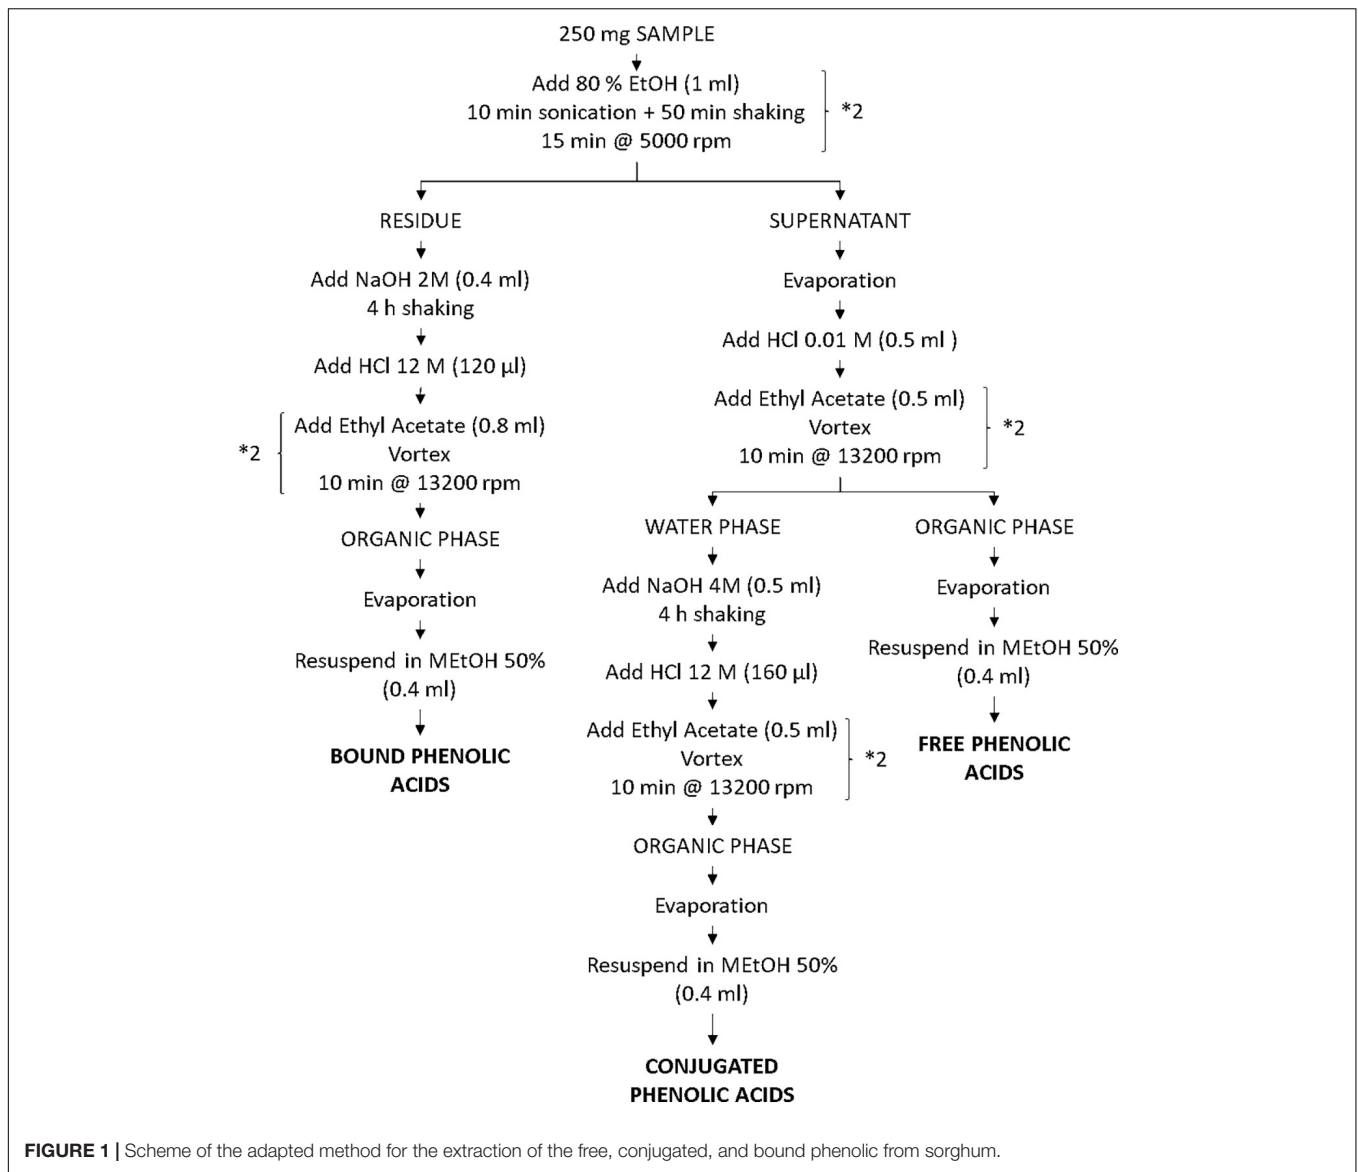 250 mg SAMPLE
Add 80 % EtOH (1 ml)
10 min sonication + 50 min shaking
15 min @ 5000 rpm
*2
RESIDUE
Add NaOH 2M (0.4 ml)
4 h shaking
Add HCl 12 M (120 µl)
Add Ethyl Acetate (0.8 ml)
Vortex
10 min @ 13200 rpm
*2
ORGANIC PHASE
Evaporation
Resuspend in MEtOH 50%
(0.4 ml)
BOUND PHENOLIC
ACIDS
SUPERNATANT
Evaporation
Add HCl 0.01 M (0.5 ml )
Add Ethyl Acetate (0.5 ml)
Vortex
10 min @ 13200 rpm
*2
WATER PHASE
Add NaOH 4M (0.5 ml)
4 h shaking
Add HCl 12 M (160 µl)
Add Ethyl Acetate (0.5 ml)
Vortex
10 min @ 13200 rpm
*2
ORGANIC PHASE
Evaporation
Resuspend in MEtOH 50%
(0.4 ml)
CONJUGATED
PHENOLIC ACIDS
ORGANIC PHASE
Evaporation
Resuspend in MEtOH 50%
(0.4 ml)
FREE PHENOLIC
ACIDS
FIGURE 1 | Scheme of the adapted method for the extraction of the free, conjugated, and bound phenolic from sorghum.